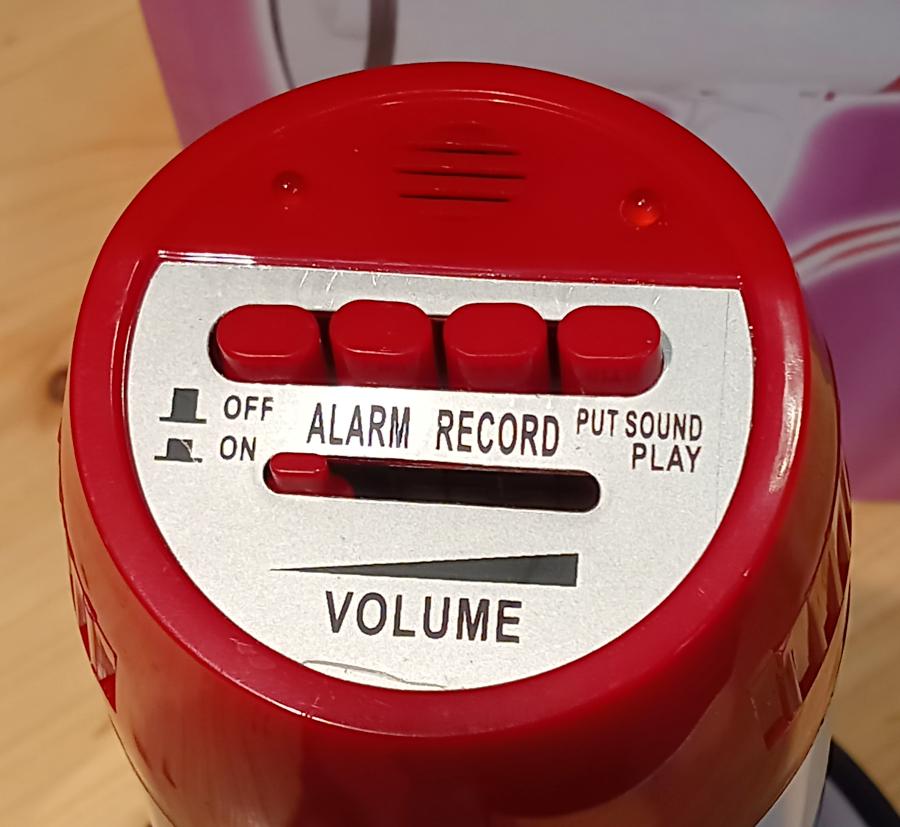 OFF
ON
ALARM
RECORD
PUT SOUND
PLAY
VOLUME